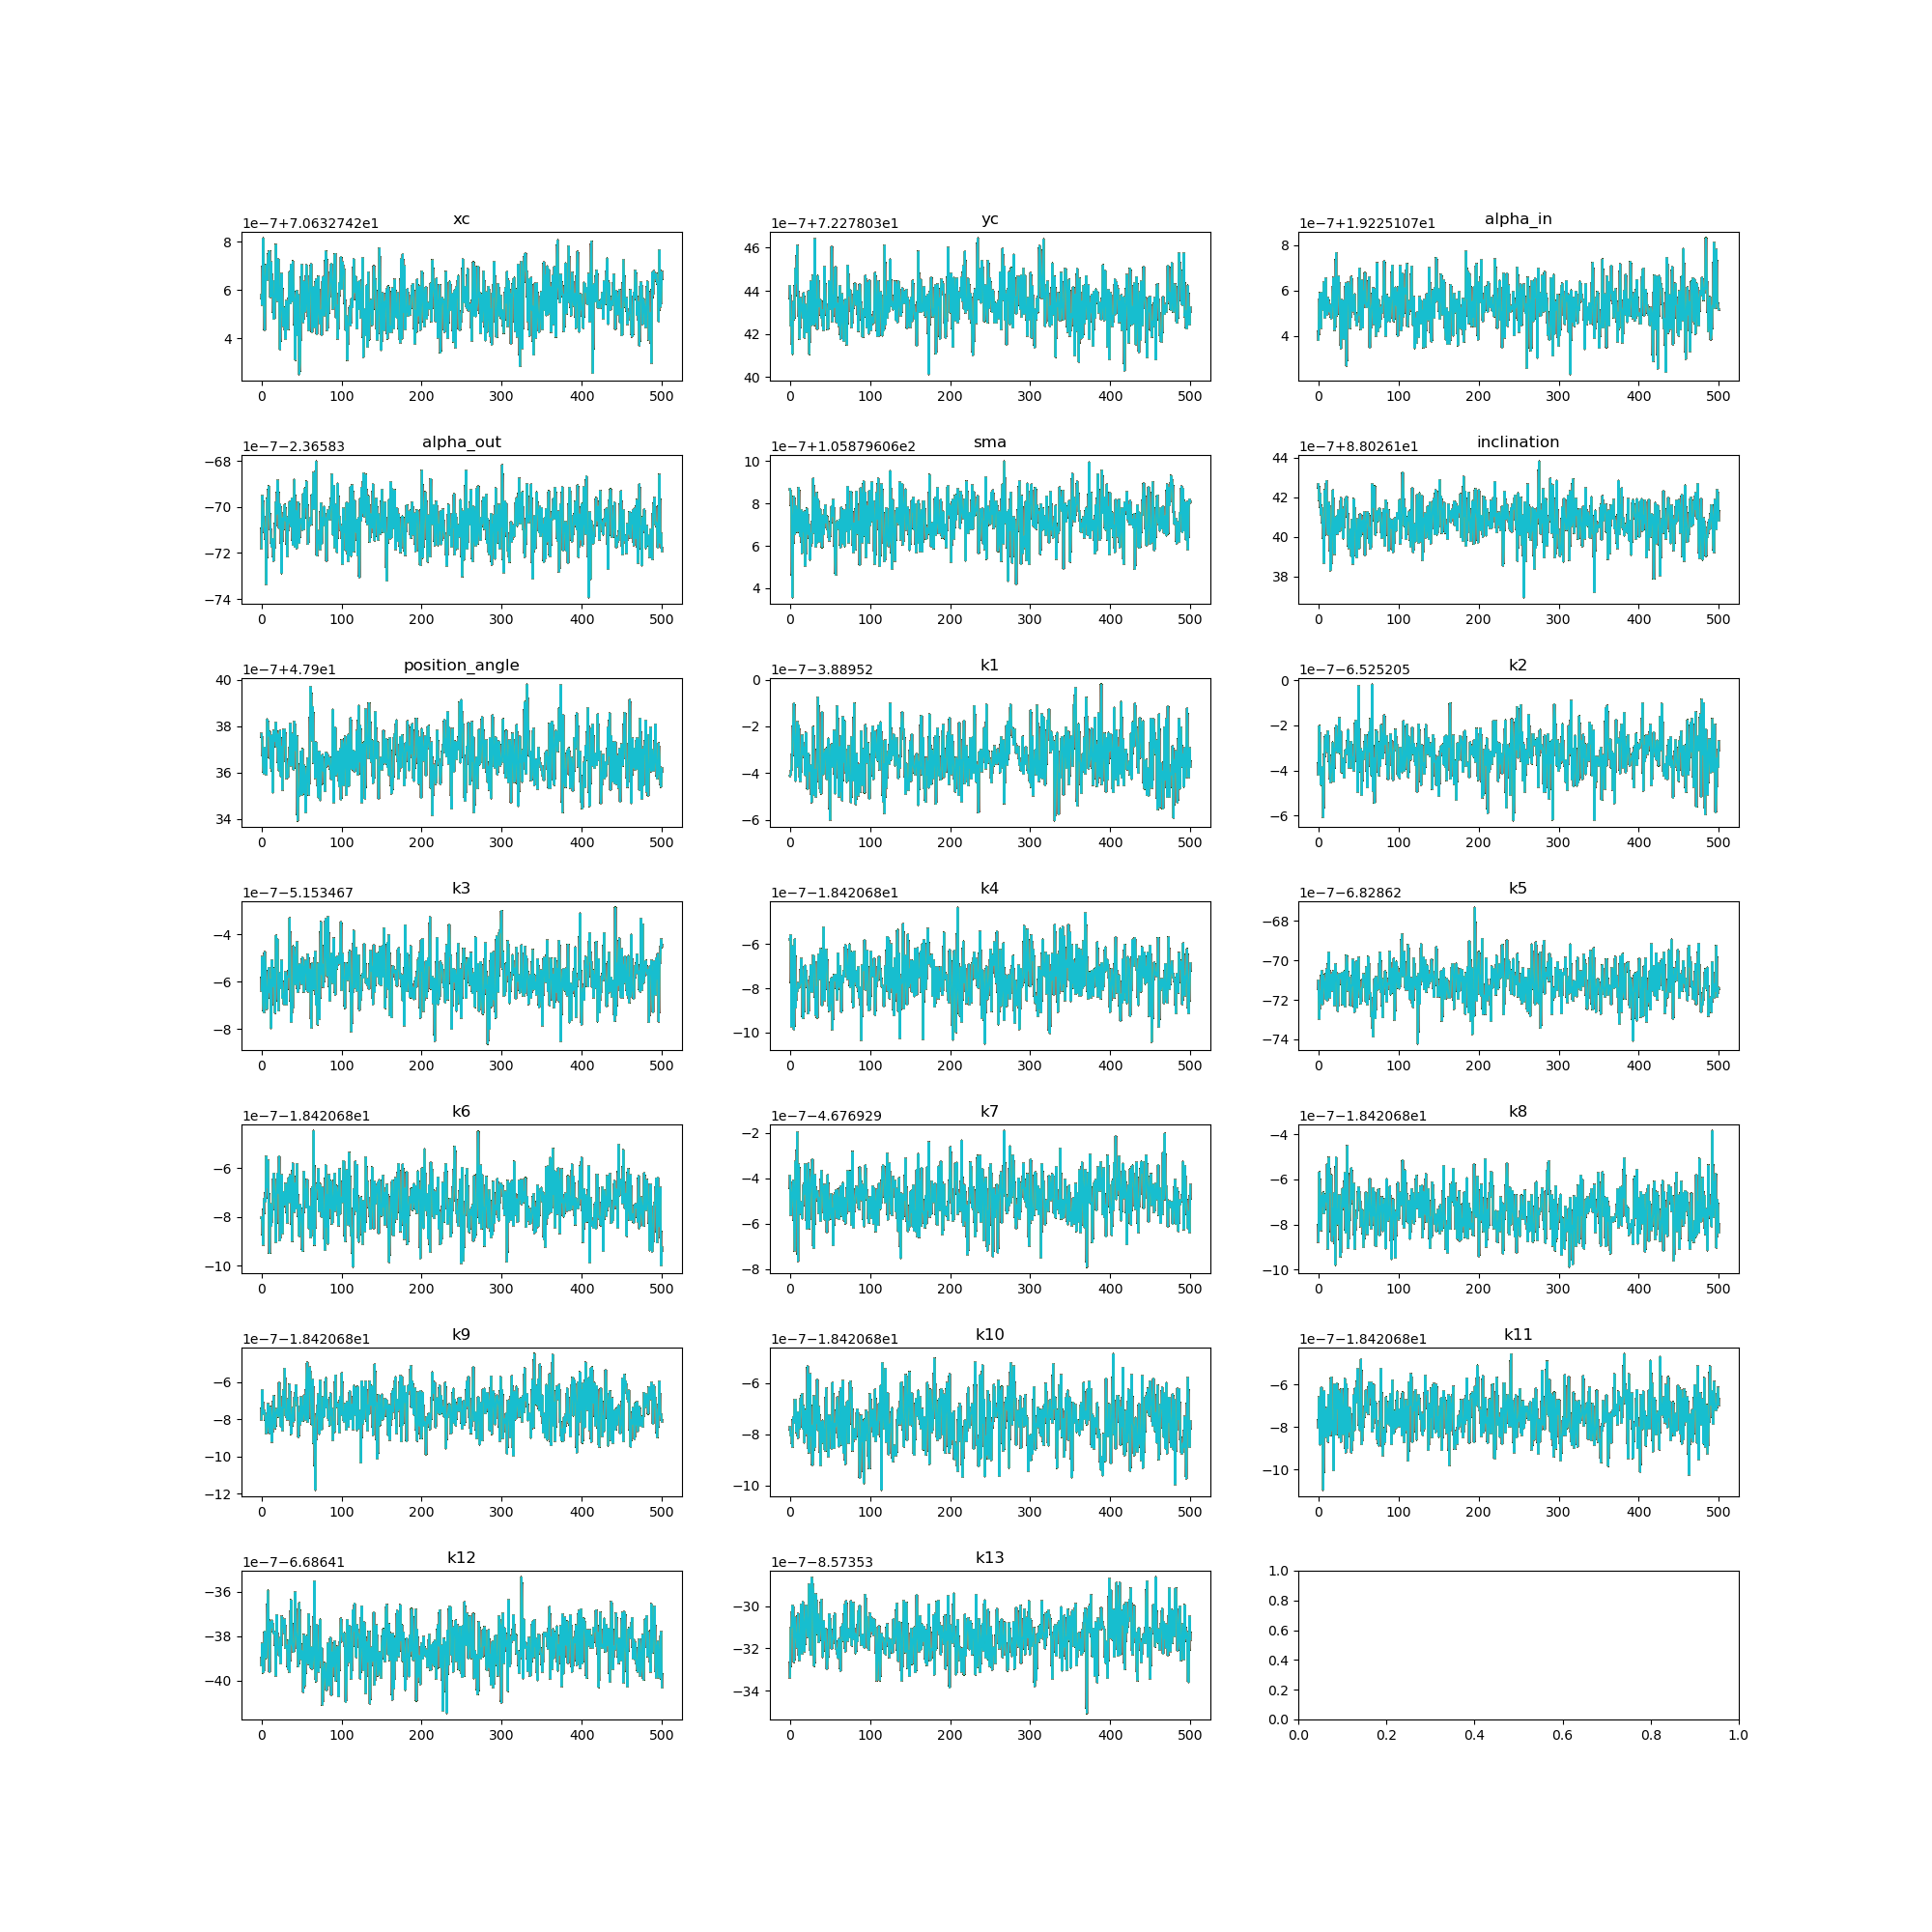 xc yc alpha_in
1e−7+7.0632742e1 1e−7+7.227803e1 1e−7+1.9225107e1
8 46 8
6 44 6
4 42 4
40
0 100 200 300 400 500 0 100 200 300 400 500 0 100 200 300 400 500
alpha_out sma inclination
1e−7−2.36583 1e−7+1.05879606e2 1e−7+8.80261e1
−68 10 44
−70 8 42
−72 6 40
−74 4 38
0 100 200 300 400 500 0 100 200 300 400 500 0 100 200 300 400 500
position_angle k1 k2
1e−7+4.79e1 1e−7−3.88952 1e−7−6.525205
40 0 0
38 −2 −2
36 −4 −4
34 −6 −6
0 100 200 300 400 500 0 100 200 300 400 500 0 100 200 300 400 500
k3 k4 k5
1e−7−5.153467 1e−7−1.842068e1 1e−7−6.82862
−4 −6 −68
−6 −8 −70
−8 −10 −72
−74
0 100 200 300 400 500 0 100 200 300 400 500 0 100 200 300 400 500
k6 k7 k8
1e−7−1.842068e1 1e−7−4.676929 1e−7−1.842068e1
−6 −2 −4
−8 −4 −6
−10 −6 −8
−8 −10
0 100 200 300 400 500 0 100 200 300 400 500 0 100 200 300 400 500
k9 k10 k11
1e−7−1.842068e1 1e−7−1.842068e1 1e−7−1.842068e1
−6 −6 −6
−8 −8 −8
−10 −10 −10
−12
0 100 200 300 400 500 0 100 200 300 400 500 0 100 200 300 400 500
k12 k13
1e−7−6.68641 1e−7−8.57353
−36 −30 1.0
−38 −32 0.8
−40 −34 0.6
0.4
0.2
0.0
0 100 200 300 400 500 0 100 200 300 400 500 0.0 0.2 0.4 0.6 0.8 1.0